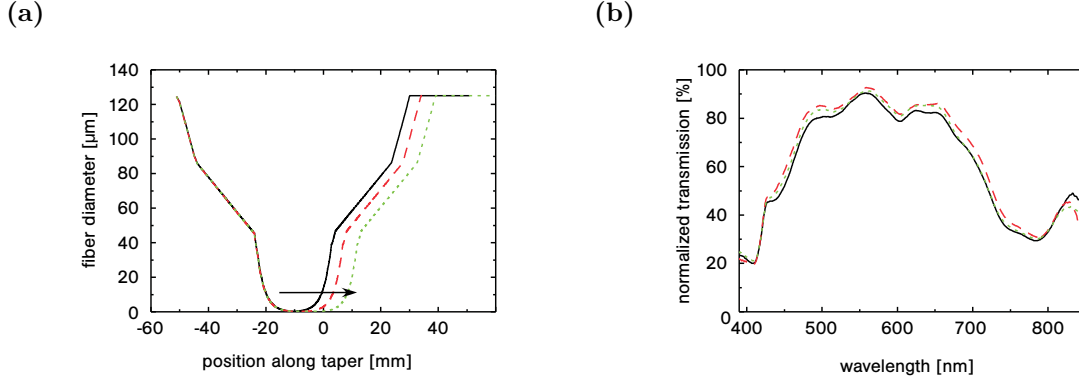 (a)
(b)
fiber diameter [µm]
140
120
100
80
60
40
20
0
-60 -40 -20 0 20 40
position along taper [mm]
normalized transmission [%]
100
80
60
40
20
0
400 500 600 700 800
wavelength [nm]